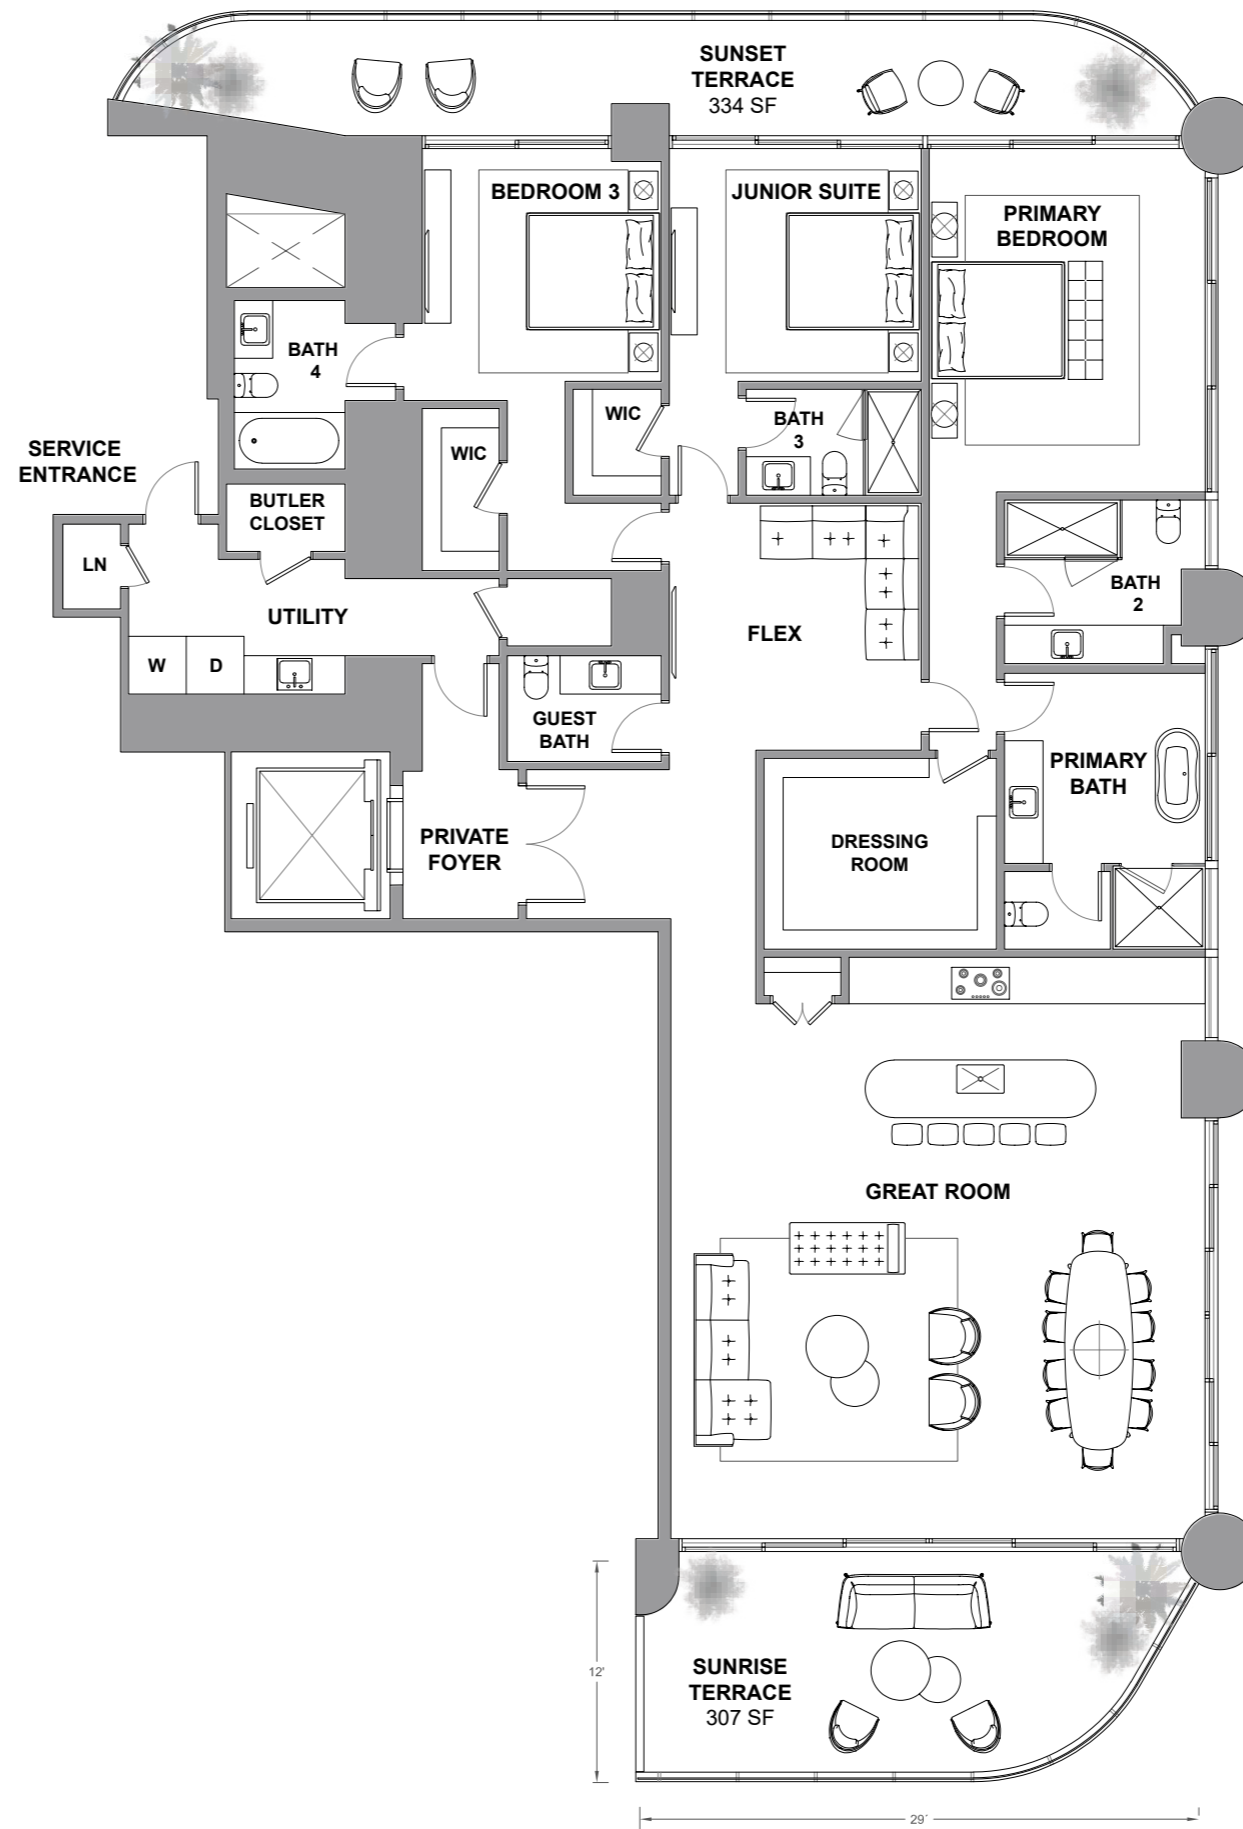 SUNSET
TERRACE
334 SF
BEDROOM 3
JUNIOR SUITE
PRIMARY
BEDROOM
BATH
4
WIC
BATH
3
SERVICE
ENTRANCE
WIC
BUTLER
CLOSET
LN
UTILITY
FLEX
BATH
2
W
D
GUEST
BATH
PRIMARY
BATH
PRIVATE
FOYER
DRESSING
ROOM
GREAT ROOM
SUNRISE
TERRACE
307 SF
12'
29´